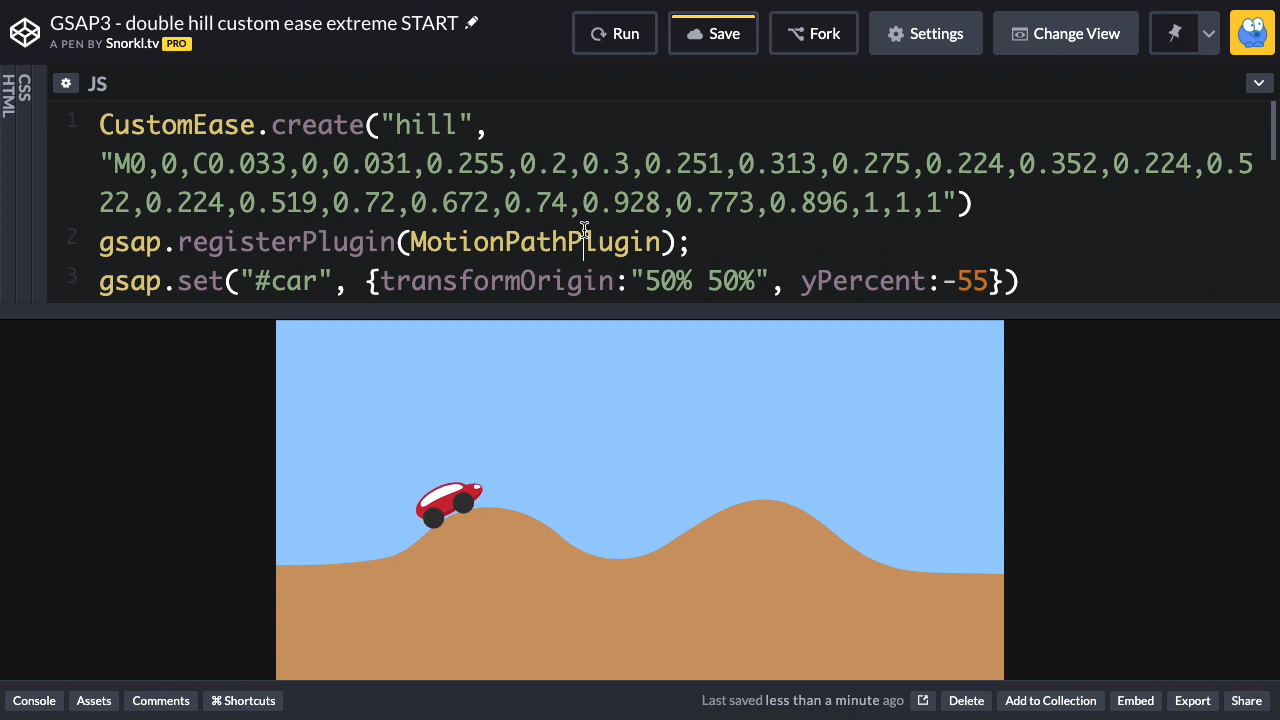 GSAP3 - double hill custom ease extreme START
A PEN BY Snorkl.tv PRO
Run
Save
Fork
Settings
Change View
HTML
CSS
JS
1 CustomEase.create("hill",
"M0,0,C0.033,0,0.031,0.255,0.2,0.3,0.251,0.313,0.275,0.224,0.352,0.224,0.5
22,0.224,0.519,0.72,0.672,0.74,0.928,0.773,0.896,1,1,1")
2 gsap.registerPlugin(MotionPathPlugin);
3 gsap.set("#car", {transformOrigin:"50% 50%", yPercent:-55})
Console Assets Comments ⌘ Shortcuts Last saved less than a minute ago Delete Add to Collection Embed Export Share